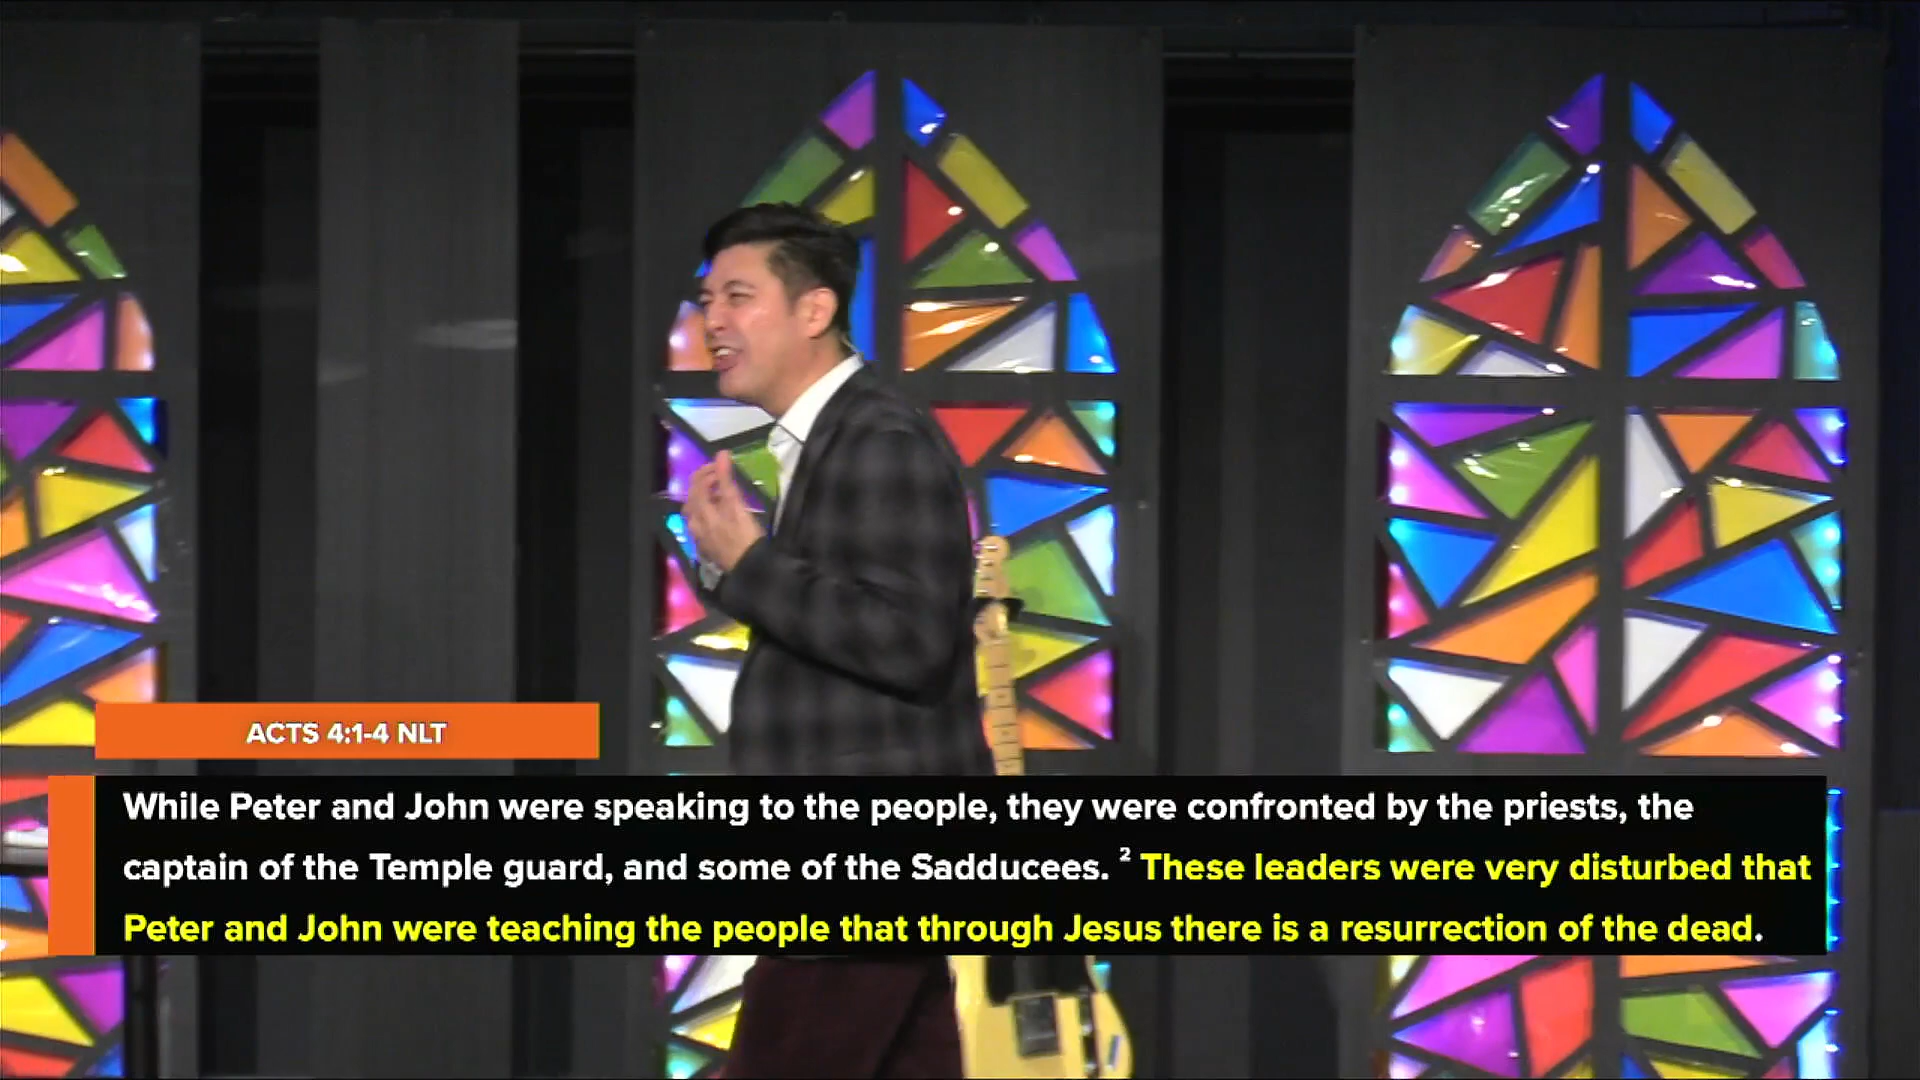 ACTS 4:1-4 NLT
While Peter and John were speaking to the people, they were confronted by the priests, the
captain of the Temple guard, and some of the Sadducees. ² These leaders were very disturbed that
Peter and John were teaching the people that through Jesus there is a resurrection of the dead.